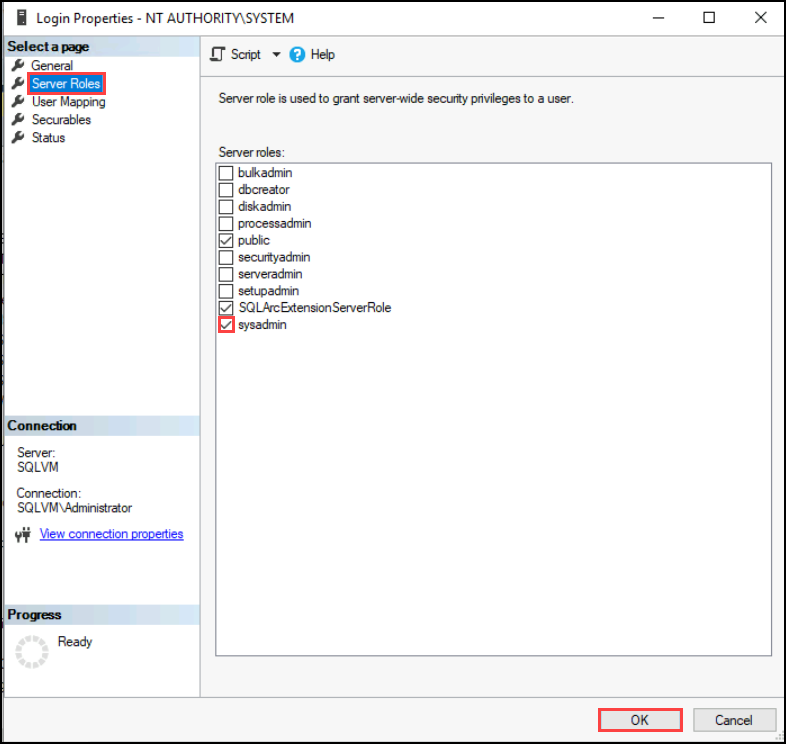 Login Properties - NT AUTHORITY\SYSTEM
Select a page
General
Server Roles
User Mapping
Securables
Status
Script
Help
Server role is used to grant server-wide security privileges to a user.
Server roles:
bulkadmin
dbcreator
diskadmin
processadmin
public
securityadmin
serveradmin
setupadmin
SQLArcExtensionServerRole
sysadmin
Connection
Server:
SQLVM
Connection:
SQLVM\Administrator
View connection properties
Progress
Ready
OK
Cancel